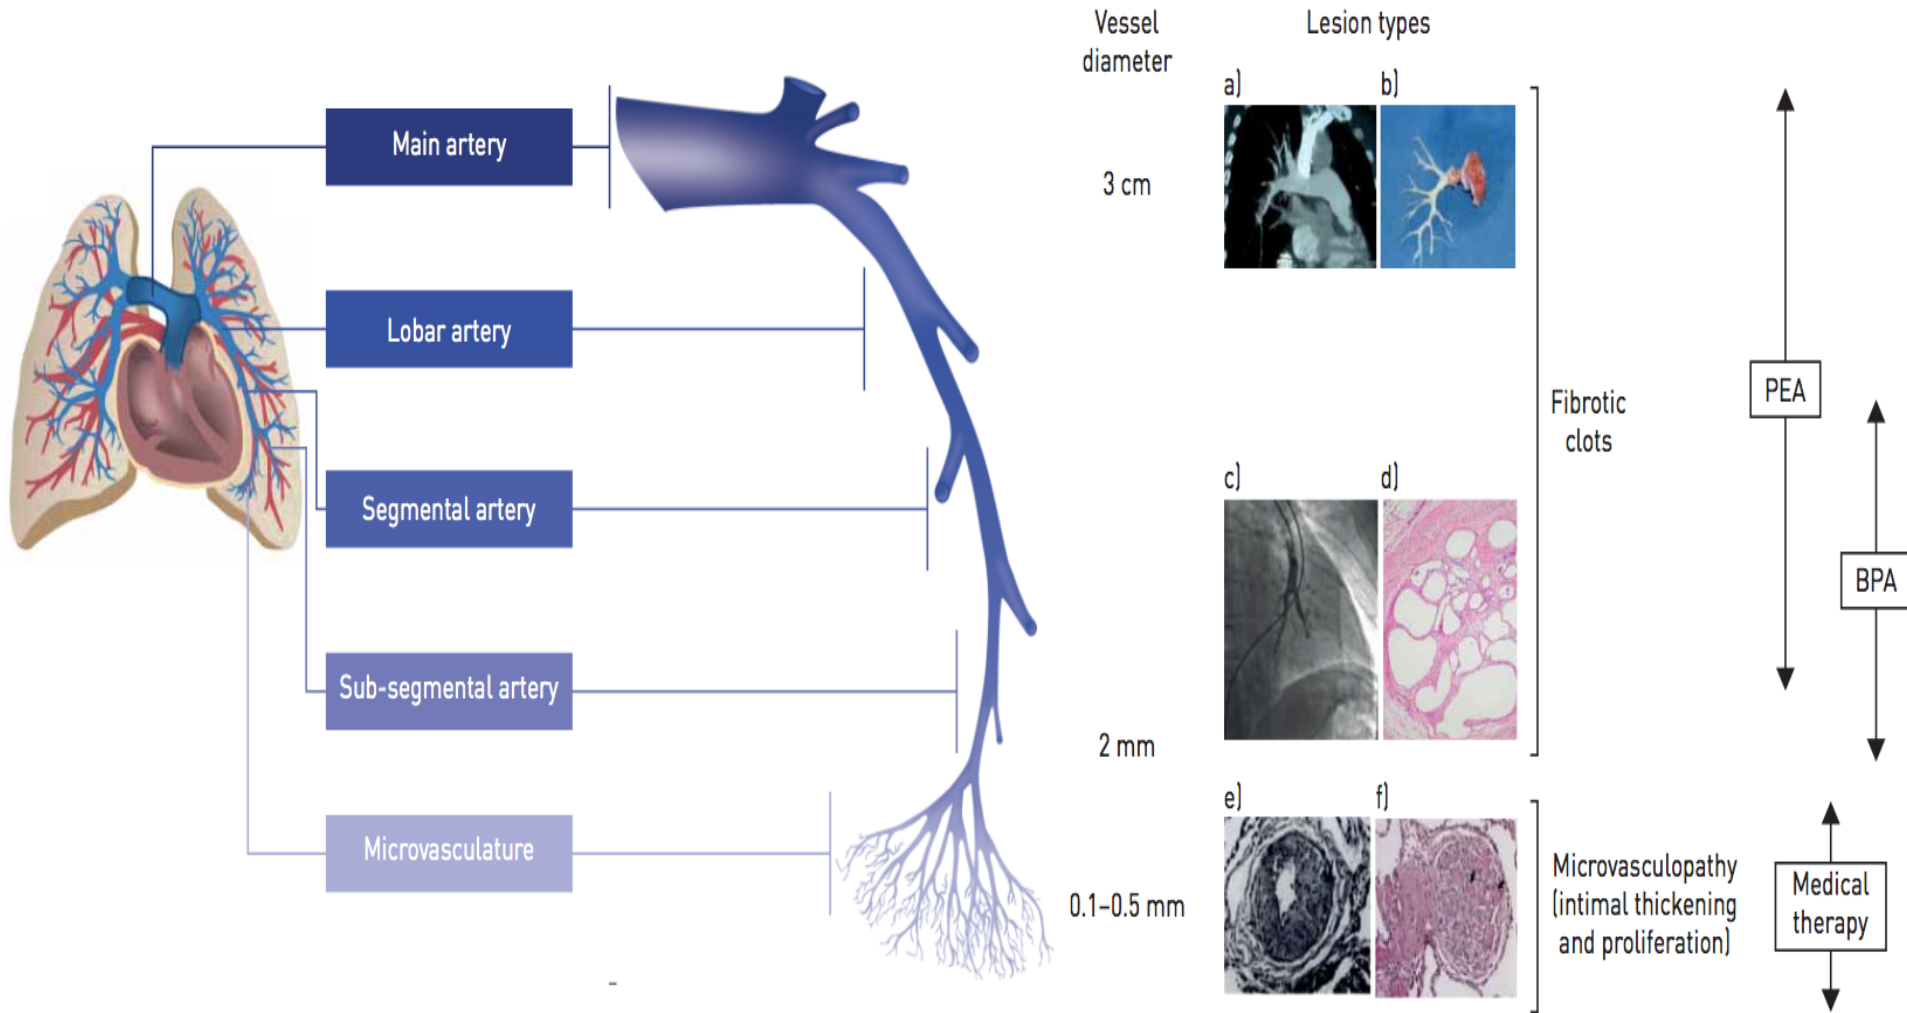 Vessel
diameter
Lesion types
a)
b)
Main artery
3 cm
Lobar artery
PEA
Fibrotic
clots
c)
d)
Segmental artery
BPA
Sub-segmental artery
2 mm
e)
f)
Microvasculature
0.1–0.5 mm
Microvasculopathy
(intimal thickening
and proliferation)
Medical
therapy